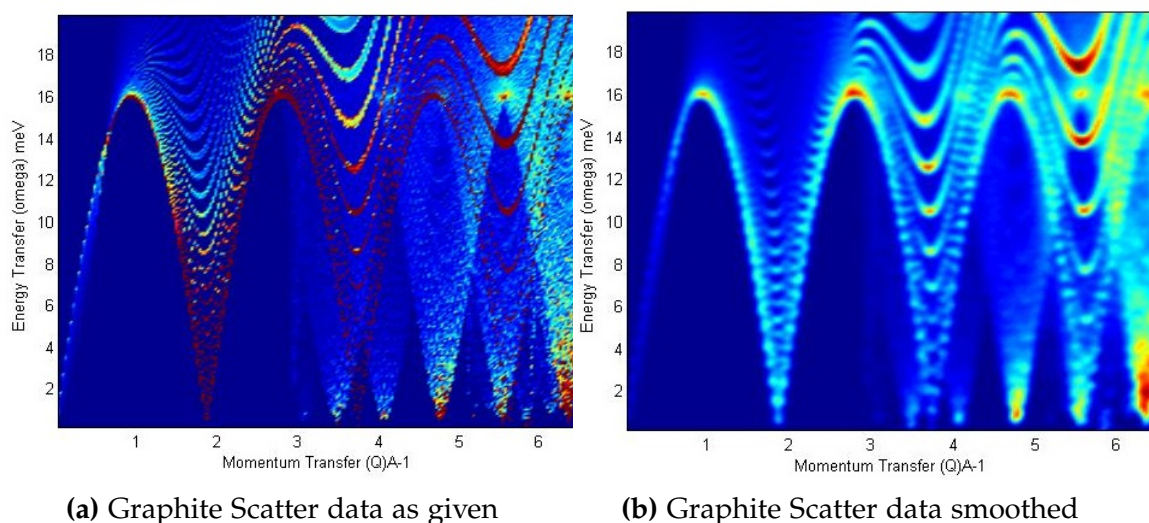 18
16
14
12
10
8
6
4
2
Energy Transfer (omega) meV
1 2 3 4 5 6
Momentum Transfer (Q)A-1
(a) Graphite Scatter data as given
18
16
14
12
10
8
6
4
2
Energy Transfer (omega) meV
1 2 3 4 5 6
Momentum Transfer (Q)A-1
(b) Graphite Scatter data smoothed